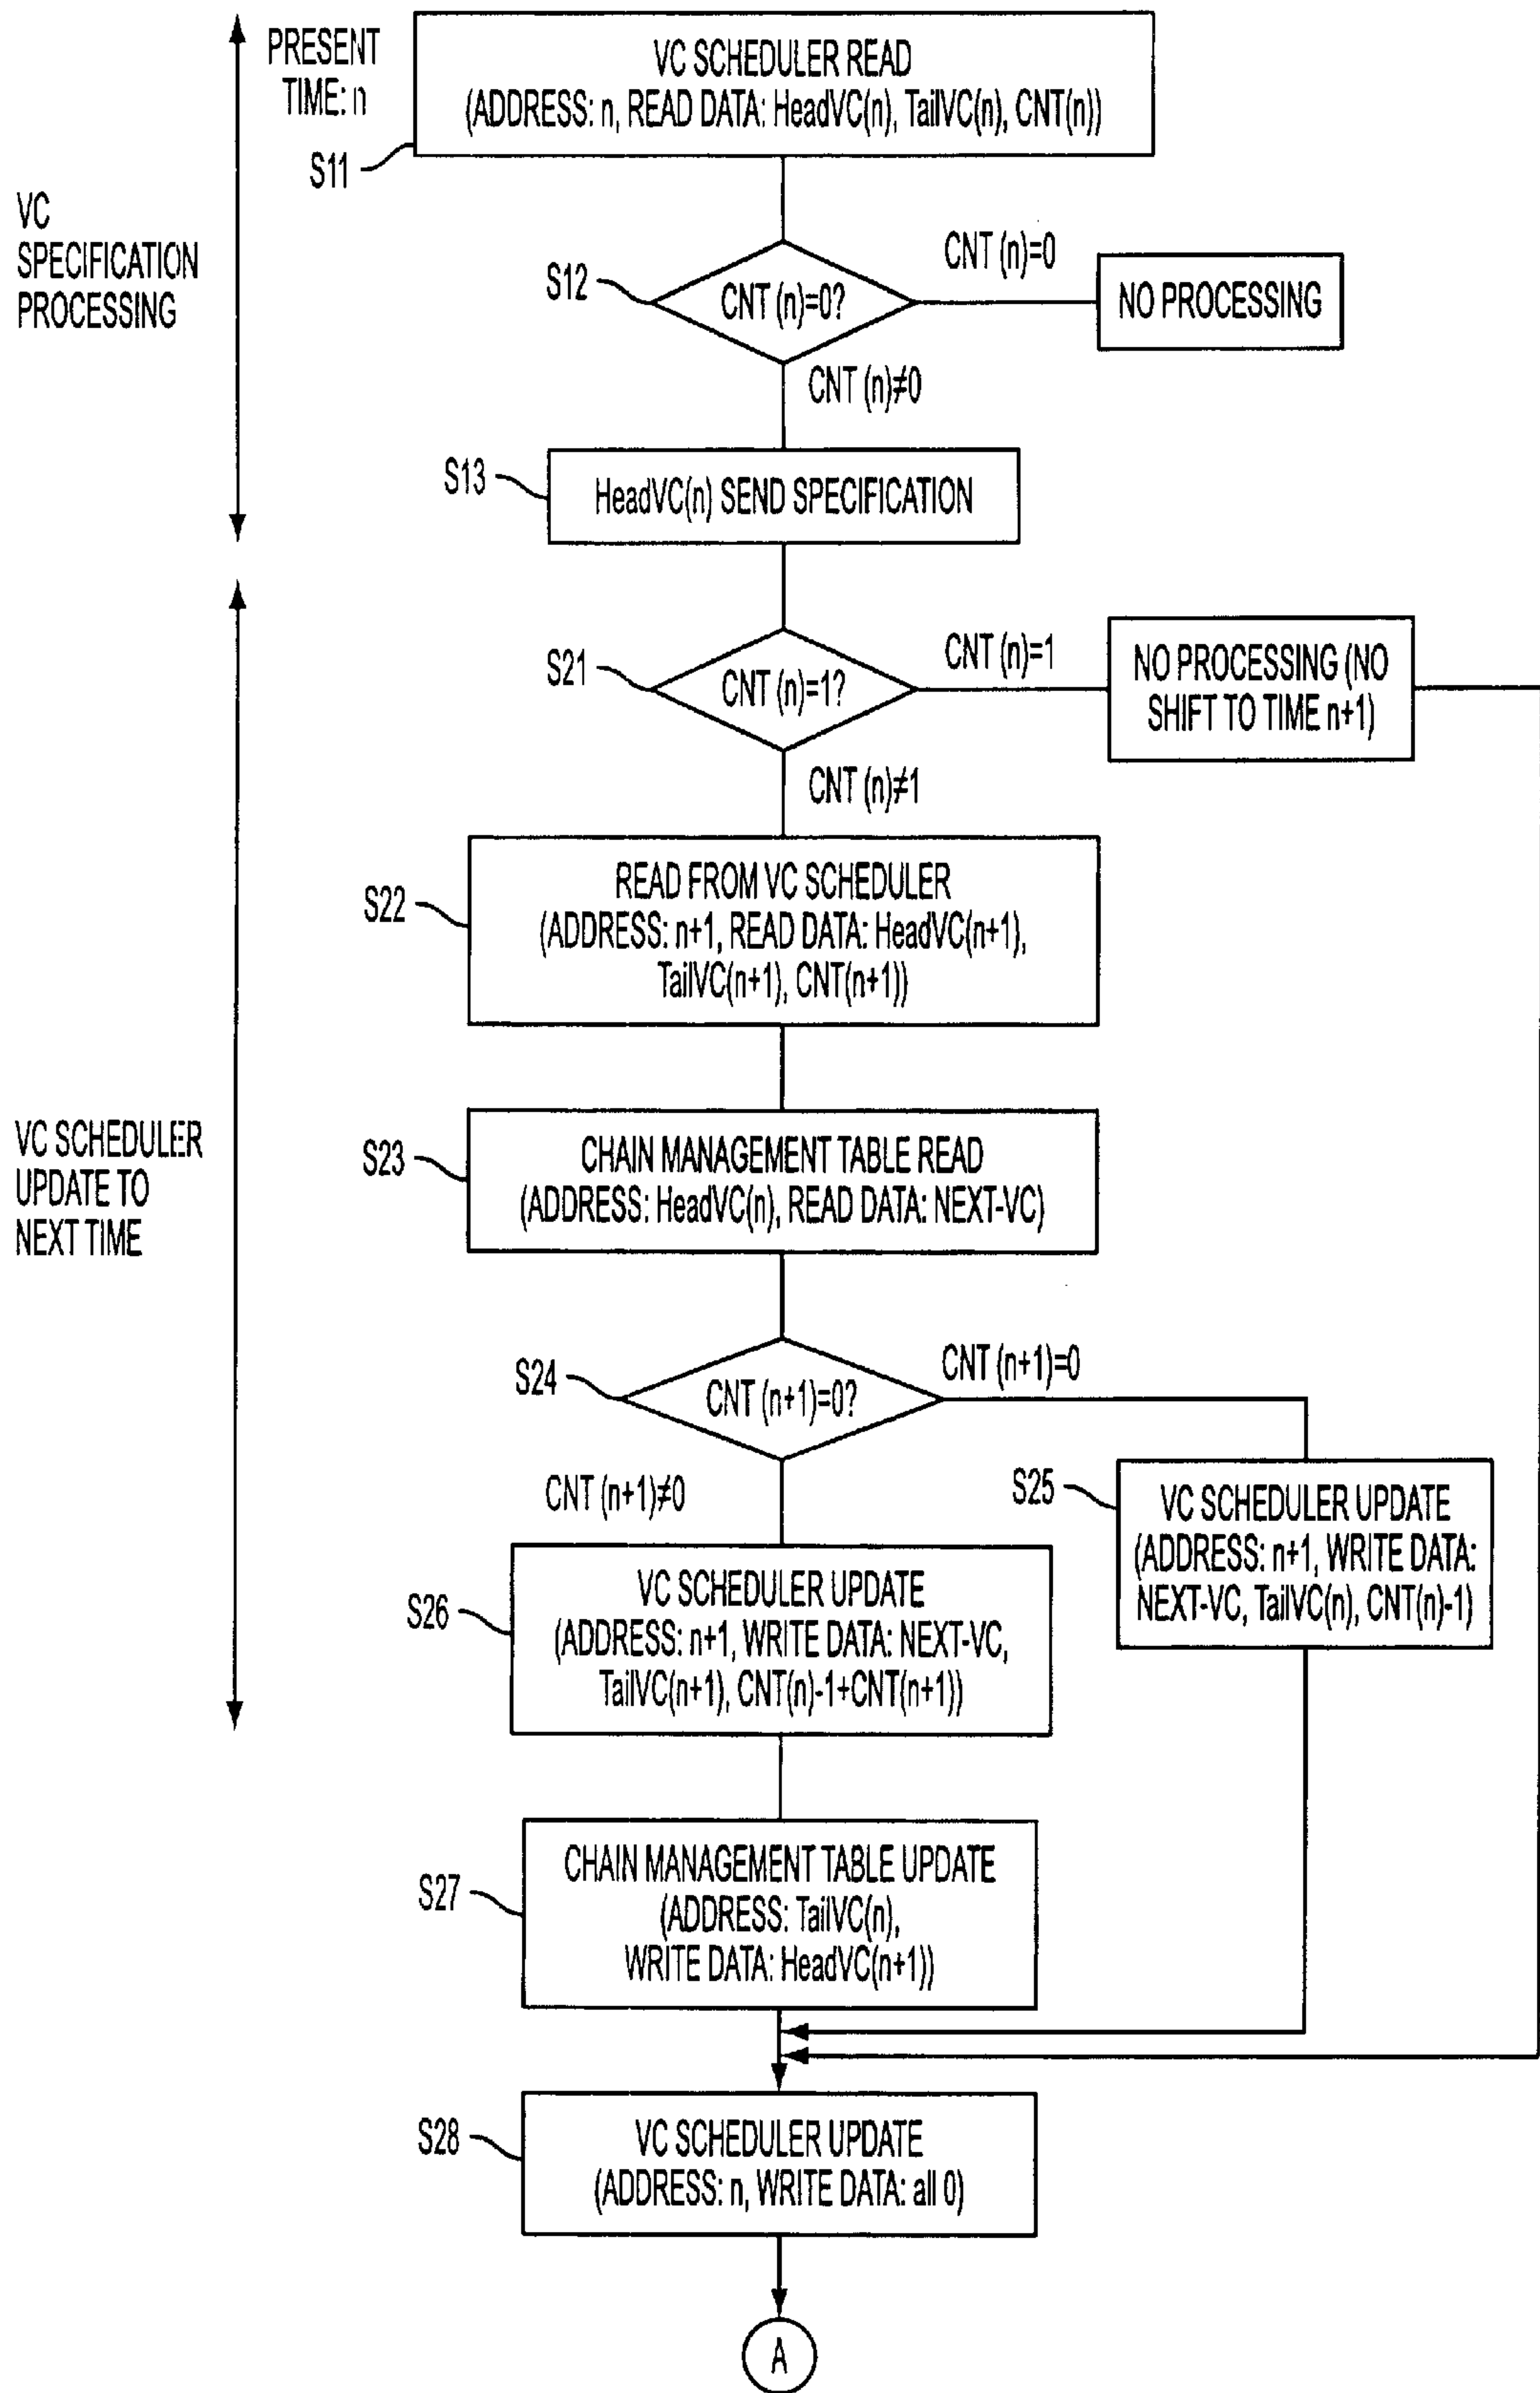 PRESENT
TIME: n
VC SCHEDULER READ
(ADDRESS: n, READ DATA: HeadVC(n), TailVC(n), CNT(n))
S11
VC
SPECIFICATION
PROCESSING
S12
CNT (n)=0?
CNT (n)=0
NO PROCESSING
CNT (n)≠0
S13
HeadVC(n) SEND SPECIFICATION
S21
CNT (n)=1?
CNT (n)=1
NO PROCESSING (NO
SHIFT TO TIME n+1)
CNT (n)≠1
S22
READ FROM VC SCHEDULER
(ADDRESS: n+1, READ DATA: HeadVC(n+1),
TailVC(n+1), CNT(n+1))
VC SCHEDULER
UPDATE TO
NEXT TIME
S23
CHAIN MANAGEMENT TABLE READ
(ADDRESS: HeadVC(n), READ DATA: NEXT-VC)
S24
CNT (n+1)=0?
CNT (n+1)=0
CNT (n+1)≠0
S25
VC SCHEDULER UPDATE
(ADDRESS: n+1, WRITE DATA:
NEXT-VC, TailVC(n), CNT(n)-1)
S26
VC SCHEDULER UPDATE
(ADDRESS: n+1, WRITE DATA: NEXT-VC,
TailVC(n+1), CNT(n)-1+CNT(n+1))
S27
CHAIN MANAGEMENT TABLE UPDATE
(ADDRESS: TailVC(n),
WRITE DATA: HeadVC(n+1))
S28
VC SCHEDULER UPDATE
(ADDRESS: n, WRITE DATA: all 0)
A